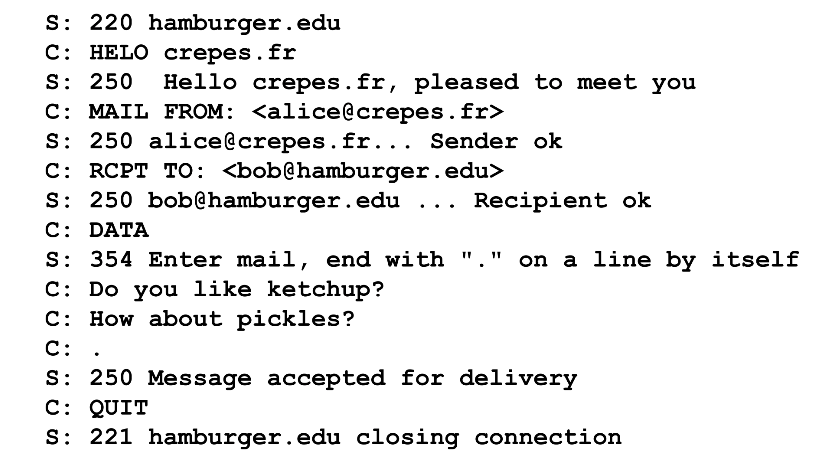 S: 220 hamburger.edu
C: HELO crepes.fr
S: 250  Hello crepes.fr, pleased to meet you
C: MAIL FROM: <alice@crepes.fr>
S: 250 alice@crepes.fr... Sender ok
C: RCPT TO: <bob@hamburger.edu>
S: 250 bob@hamburger.edu ... Recipient ok
C: DATA
S: 354 Enter mail, end with "." on a line by itself
C: Do you like ketchup?
C: How about pickles?
C: .
S: 250 Message accepted for delivery
C: QUIT
S: 221 hamburger.edu closing connection